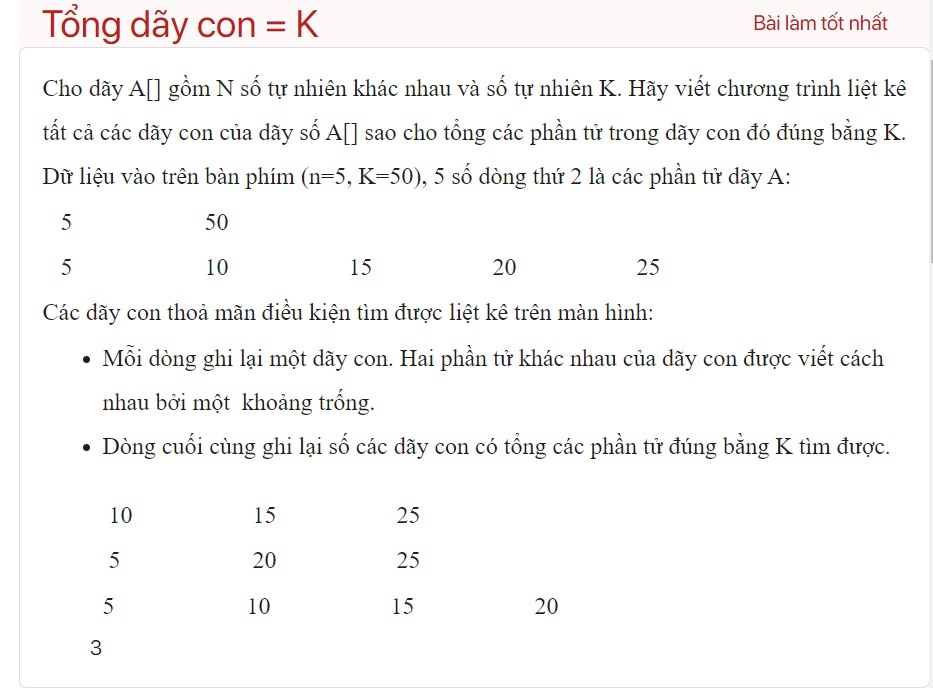 Tổng dãy con = K
Bài làm tốt nhất
Cho dãy A[] gồm N số tự nhiên khác nhau và số tự nhiên K. Hãy viết chương trình liệt kê
tất cả các dãy con của dãy số A[] sao cho tổng các phần tử trong dãy con đó đúng bằng K.
Dữ liệu vào trên bàn phím (n=5, K=50), 5 số dòng thứ 2 là các phần tử dãy A:
5 50
5 10 15 20 25
Các dãy con thoả mãn điều kiện tìm được liệt kê trên màn hình:
• Mỗi dòng ghi lại một dãy con. Hai phần tử khác nhau của dãy con được viết cách
nhau bởi một khoảng trống.
• Dòng cuối cùng ghi lại số các dãy con có tổng các phần tử đúng bằng K tìm được.
10 15 25
5 20 25
5 10 15 20
3